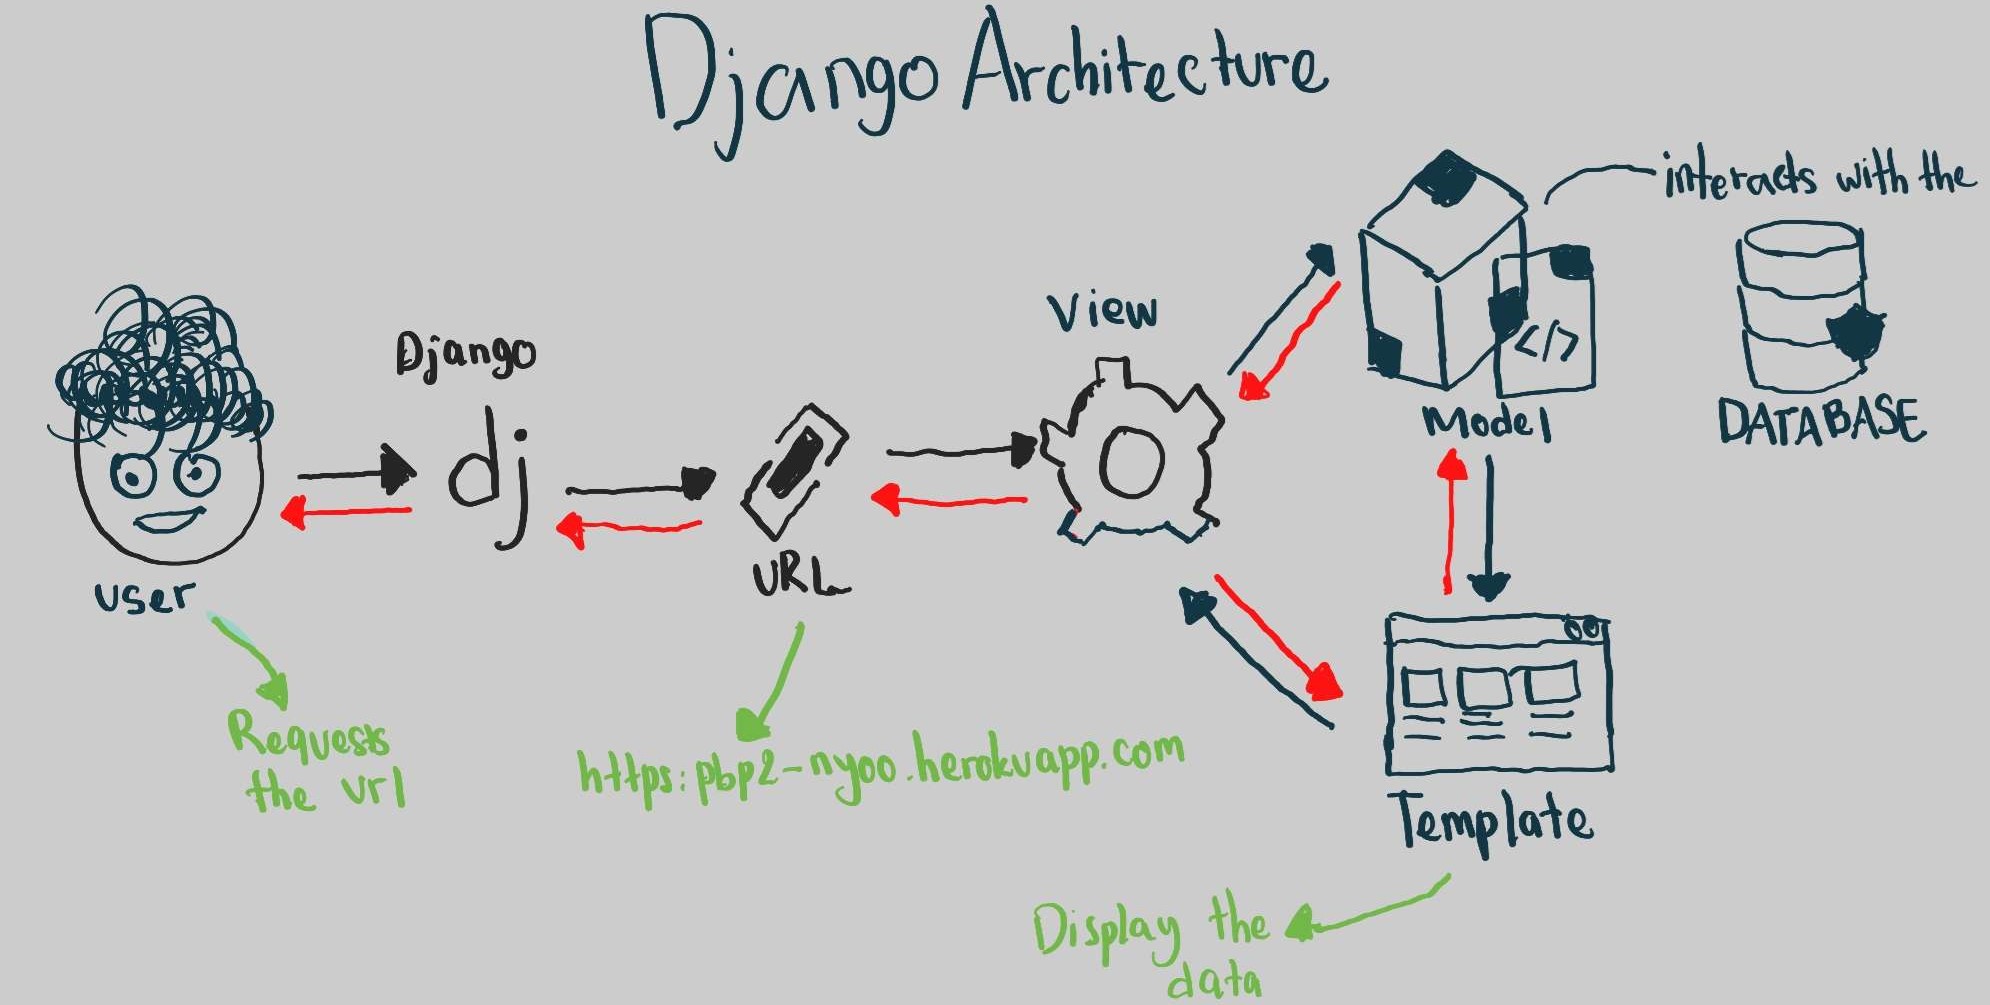 Django Architecture
interacts with the
DATABASE
</>
Model
View
Django
dj
URL
user
Requests
the url
https:pbp2-nyoo.herokuapp.com
Template
Display the
data